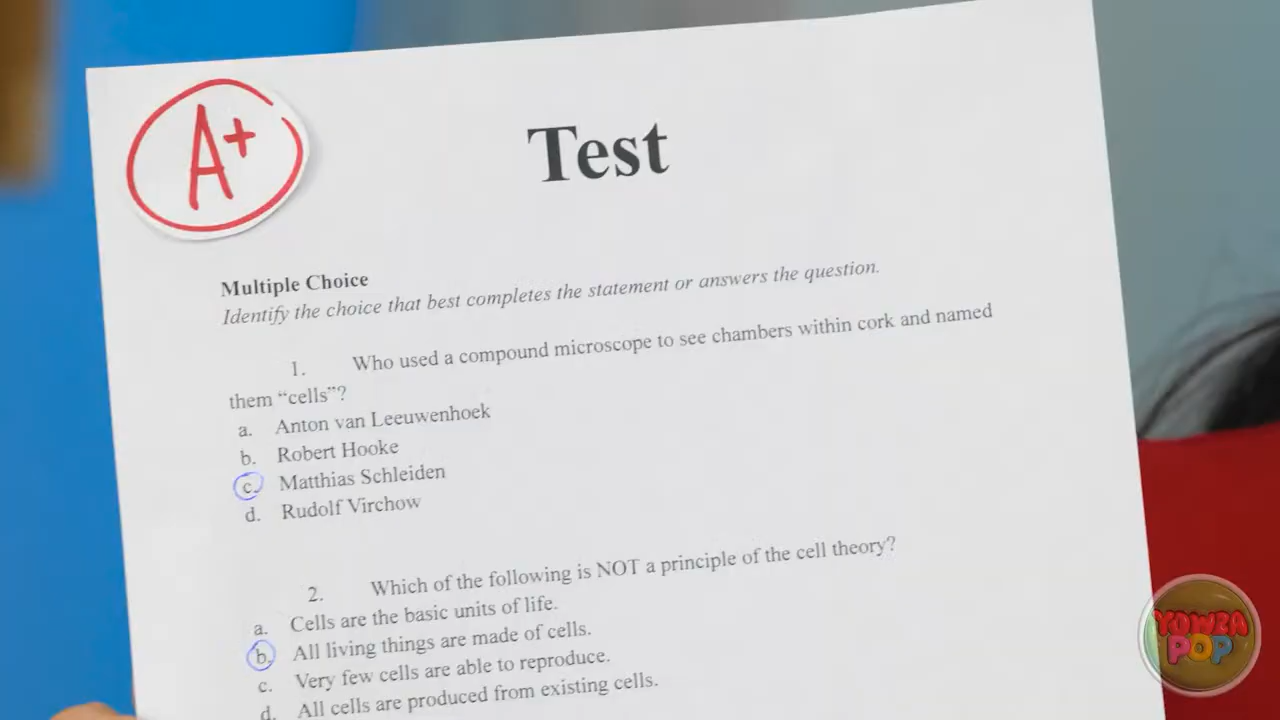 A+
Test
Multiple Choice
Identify the choice that best completes the statement or answers the question.
1. Who used a compound microscope to see chambers within cork and named
them “cells”?
a. Anton van Leeuwenhoek
b. Robert Hooke
c. Matthias Schleiden
d. Rudolf Virchow
2. Which of the following is NOT a principle of the cell theory?
a. Cells are the basic units of life.
b. All living things are made of cells.
c. Very few cells are able to reproduce.
d. All cells are produced from existing cells.
YOWZA
POP